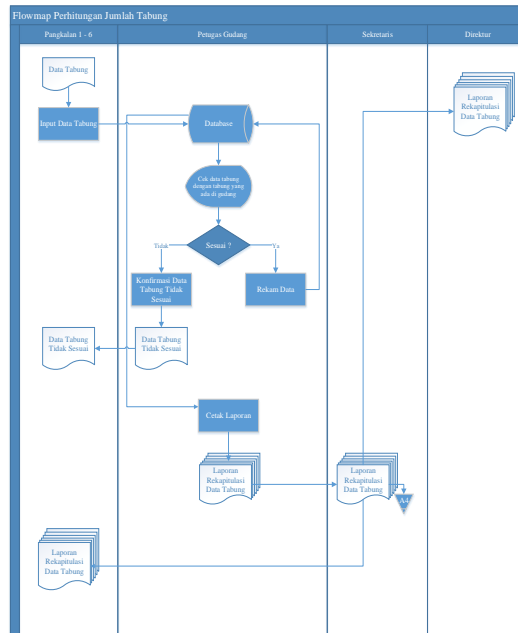 Flowmap Perhitungan Jumlah Tabung
Pangkalan 1 - 6
Petugas Gudang
Sekretaris
Direktur
Data Tabung
Input Data Tabung
Database
Laporan
Rekapitulasi
Data Tabung
Cek data tabung
dengan tabung yang
ada di gudang
Sesuai ?
Tidak
Ya
Konfirmasi Data
Tabung Tidak
Sesuai
Rekam Data
Data Tabung
Tidak Sesuai
Data Tabung
Tidak Sesuai
Cetak Laporan
Laporan
Rekapitulasi
Data Tabung
Laporan
Rekapitulasi
Data Tabung
A4
Laporan
Rekapitulasi
Data Tabung